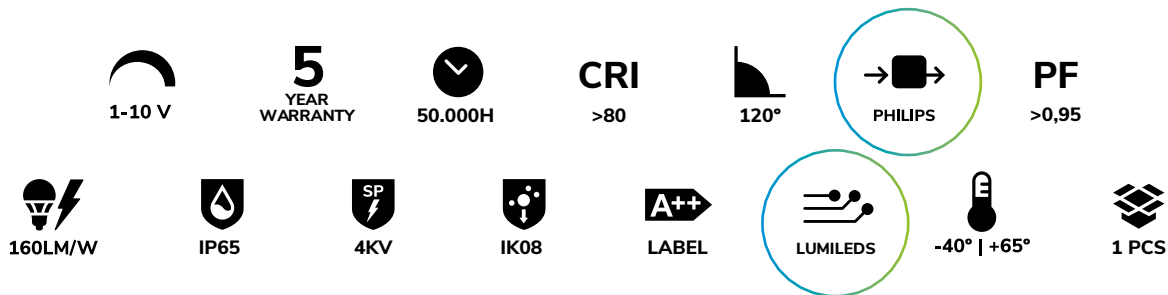 5
CRI
PF
1-10 V
YEAR
WARRANTY
50.000H
>80
120°
PHILIPS
>0,95
SP
A++
160LM/W
IP65
4KV
IK08
LABEL
LUMILEDS
-40° | +65°
1 PCS